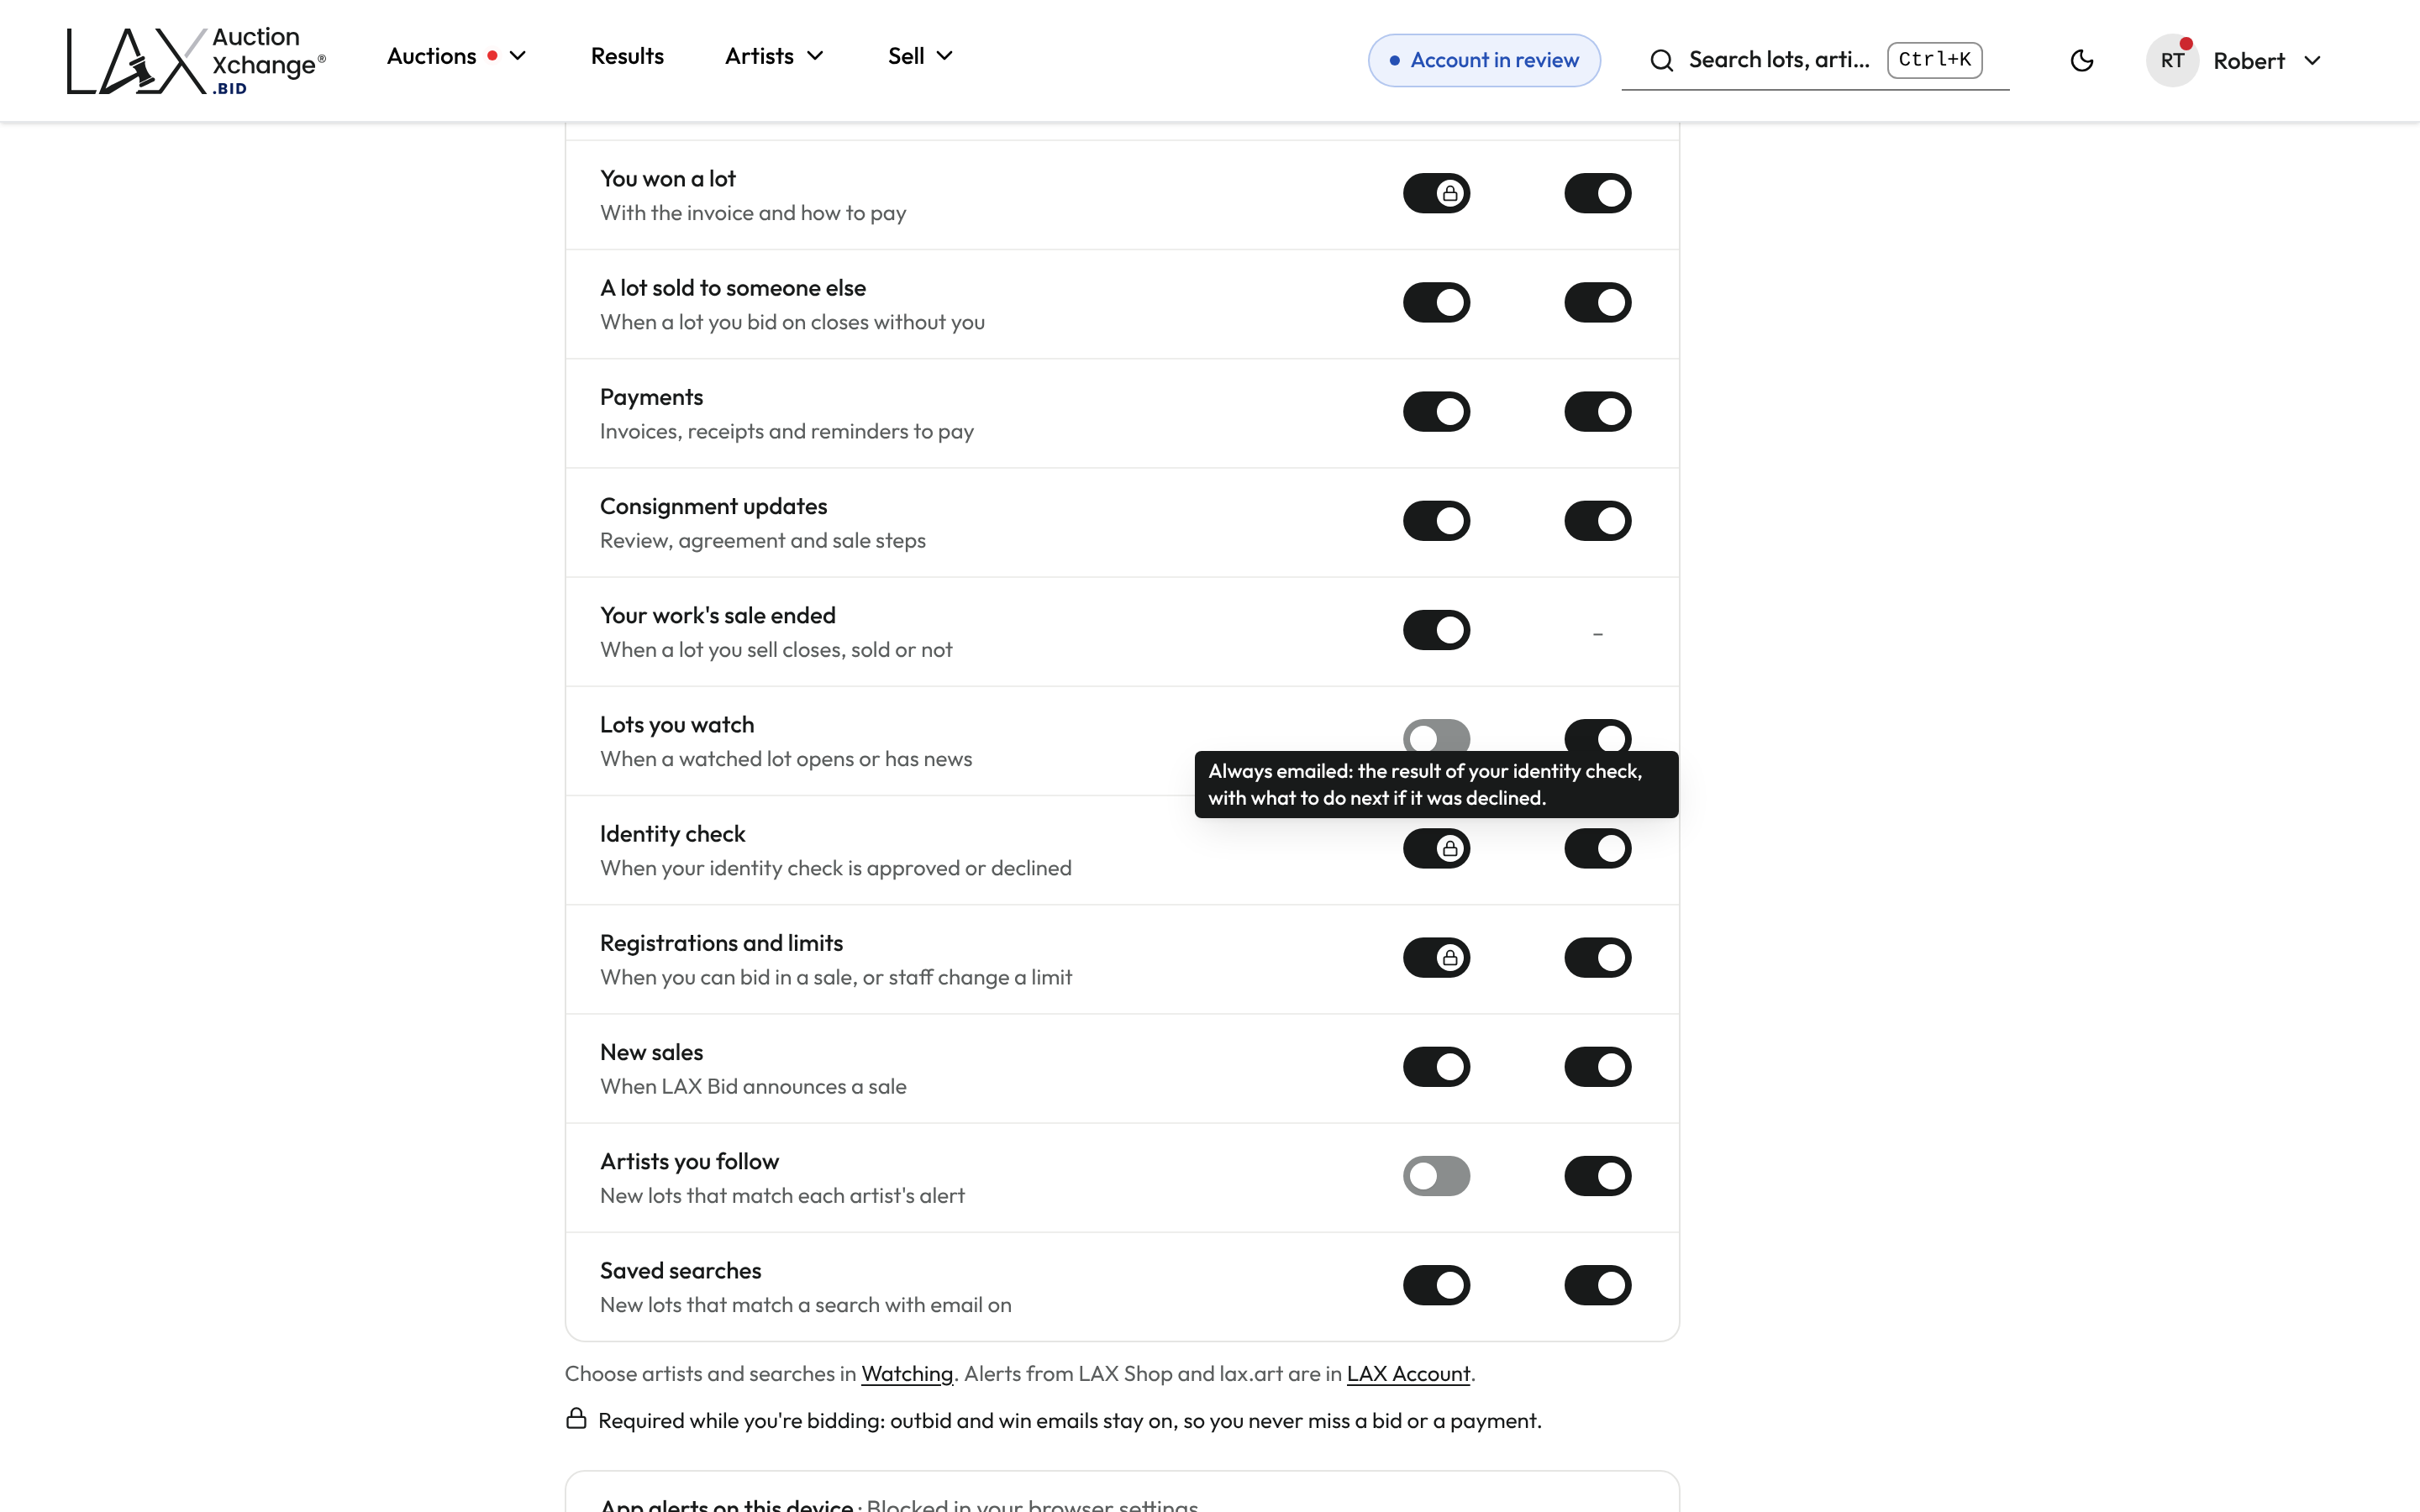 LAX Auction Xchange® .BID
Auctions
Results
Artists
Sell
Account in review
Search lots, arti...
Ctrl+K
RT
Robert
You won a lot
With the invoice and how to pay
A lot sold to someone else
When a lot you bid on closes without you
Payments
Invoices, receipts and reminders to pay
Consignment updates
Review, agreement and sale steps
Your work's sale ended
When a lot you sell closes, sold or not
–
Lots you watch
When a watched lot opens or has news
Always emailed: the result of your identity check,
with what to do next if it was declined.
Identity check
When your identity check is approved or declined
Registrations and limits
When you can bid in a sale, or staff change a limit
New sales
When LAX Bid announces a sale
Artists you follow
New lots that match each artist's alert
Saved searches
New lots that match a search with email on
Choose artists and searches in Watching. Alerts from LAX Shop and lax.art are in LAX Account.
Required while you're bidding: outbid and win emails stay on, so you never miss a bid or a payment.
App alerts on this device · Blocked in your browser settings